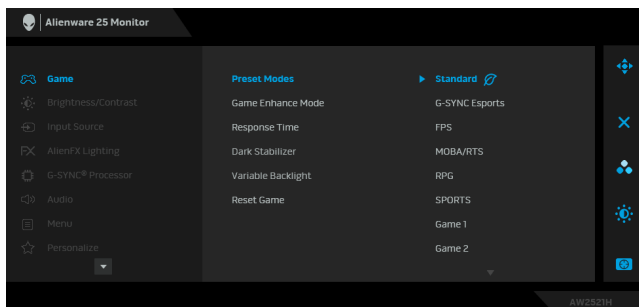 Alienware 25 Monitor
Game
Preset Modes
Standard
Brightness/Contrast
Game Enhance Mode
G-SYNC Esports
Input Source
Response Time
FPS
FX
AlienFX Lighting
Dark Stabilizer
MOBA/RTS
G-SYNC® Processor
Variable Backlight
RPG
Audio
Reset Game
SPORTS
Menu
Game 1
Personalize
Game 2
AW2521H